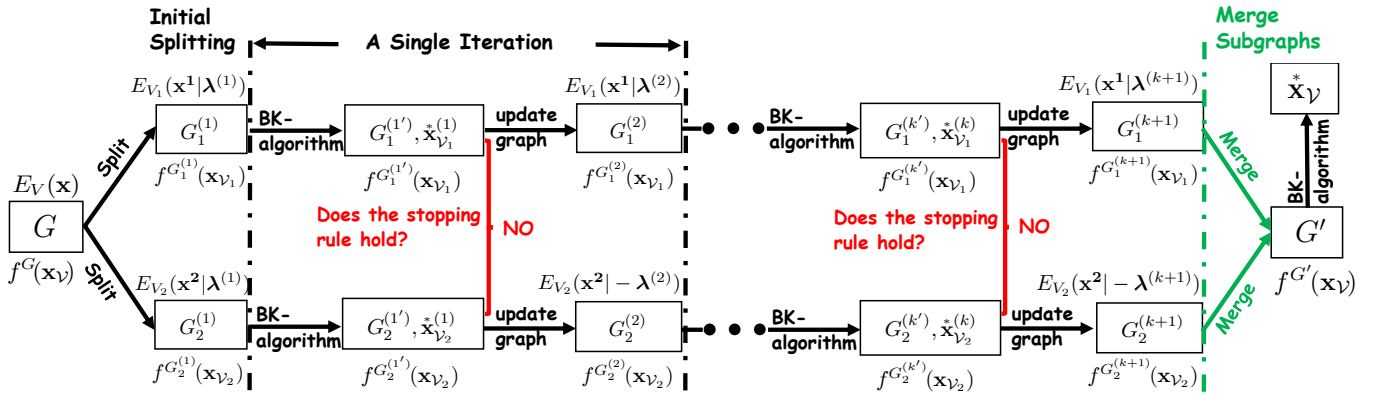 Initial
Splitting
A Single Iteration
Merge
Subgraphs
E_{V_1}(x^1|λ^{(1)})
E_{V_1}(x^1|λ^{(2)})
E_{V_1}(x^1|λ^{(k)})
E_{V_1}(x^1|λ^{(k+1)})
G_1^{(1)}
BK-
algorithm
G_1^{(1')}, x*_{V_1}^{(1)}
update
graph
G_1^{(2)}
BK-
algorithm
G_1^{(k')}, x*_{V_1}^{(k)}
update
graph
G_1^{(k+1)}
x*_V
f^{G_1^{(1)}}(x_{V_1})
f^{G_1^{(1')}}(x_{V_1})
f^{G_1^{(2)}}(x_{V_1})
f^{G_1^{(k')}}(x_{V_1})
f^{G_1^{(k+1)}}(x_{V_1})
Split
Merge
BK-
algorithm
E_V(x)
G
f^G(x_V)
Does the stopping
rule hold?
NO
Does the stopping
rule hold?
NO
G'
f^{G'}(x_V)
Split
Merge
E_{V_2}(x^2|λ^{(1)})
E_{V_2}(x^2|-λ^{(2)})
E_{V_2}(x^2|-λ^{(k+1)})
G_2^{(1)}
BK-
algorithm
G_2^{(1')}, x*_{V_2}^{(1)}
update
graph
G_2^{(2)}
BK-
algorithm
G_2^{(k')}, x*_{V_2}^{(k)}
update
graph
G_2^{(k+1)}
f^{G_2^{(1)}}(x_{V_2})
f^{G_2^{(1')}}(x_{V_2})
f^{G_2^{(2)}}(x_{V_2})
f^{G_2^{(k')}}(x_{V_2})
f^{G_2^{(k+1)}}(x_{V_2})